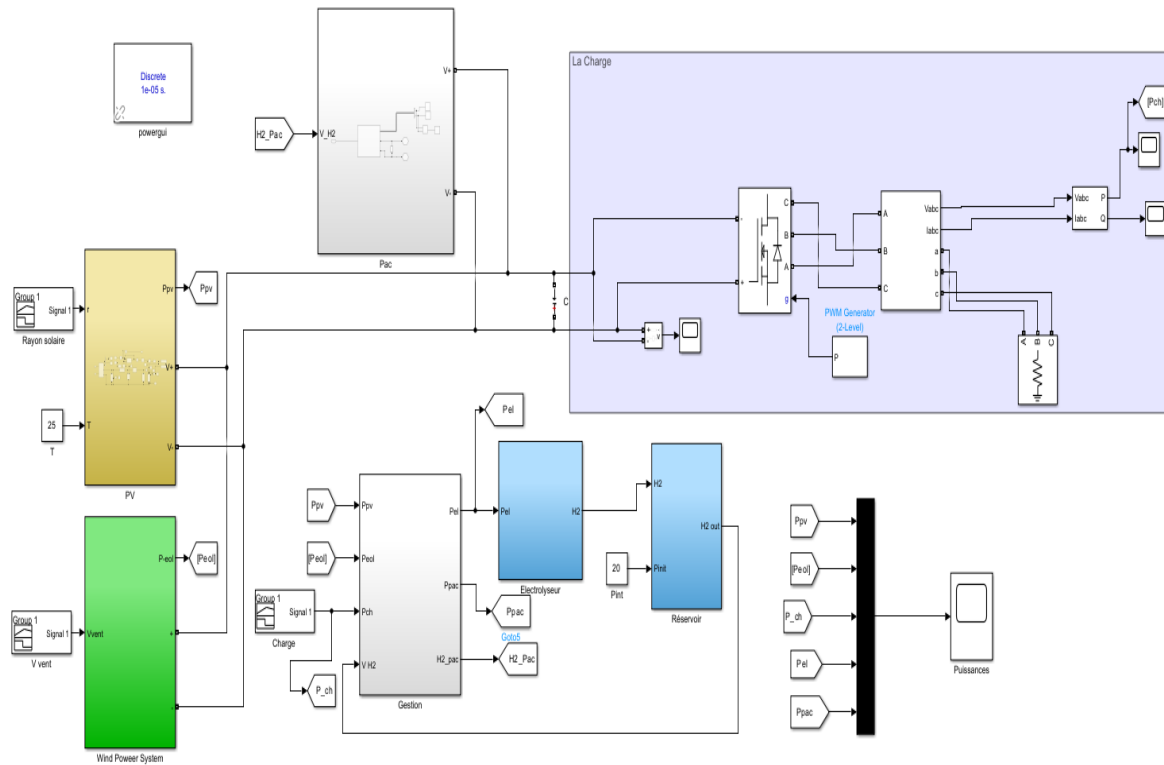 Discrete
1e-05 s.
powergui
H2_Pac
V_H2
V+
V-
Pac
La Charge
[Pch]
Vabc
Iabc
P
Q
C
B
A
g
-
+
A
B
C
Vabc
Iabc
a
b
c
PWM Generator
(2-Level)
P
A
B
C
C
+
-
v
Group 1
Signal 1
Rayon solaire
25
T
r
T
Ppv
V+
V-
PV
Ppv
Group 1
Signal 1
V vent
Vvent
P-eol
+
-
Wind Poweer System
[Peol]
Ppv
[Peol]
Group 1
Signal 1
Charge
P_ch
Ppv
Peol
Pch
V H2
Pel
Ppac
H2_pac
Gestion
Pel
Ppac
Goto5
H2_Pac
Pel
H2
Electrolyseur
20
Pint
H2
Pinit
H2 out
Réservoir
Ppv
[Peol]
P_ch
Pel
Ppac
Puissances